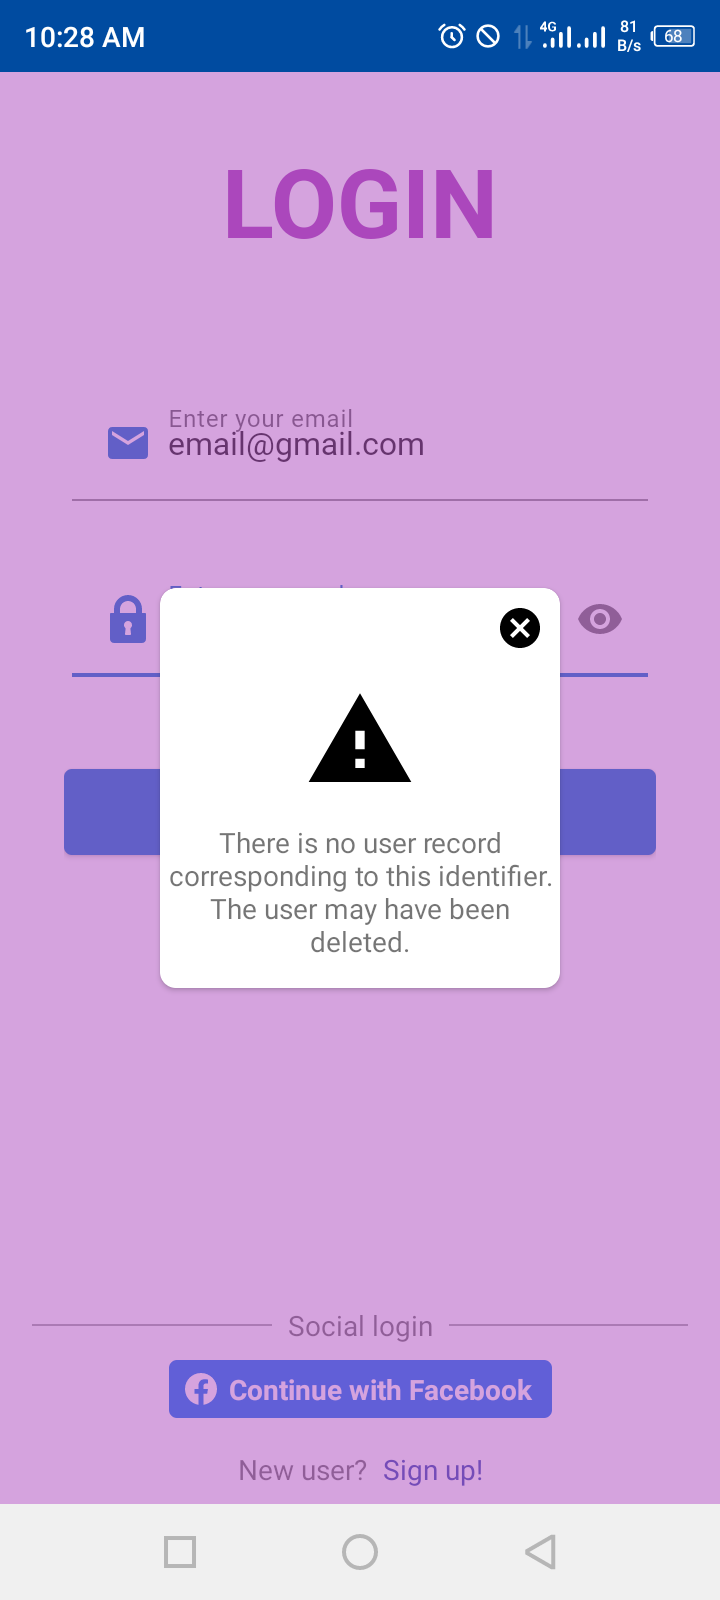 10:28 AM
4G
81
B/s
68
LOGIN
Enter your email
email@gmail.com
There is no user record
corresponding to this identifier.
The user may have been
deleted.
Social login
Continue with Facebook
New user? Sign up!